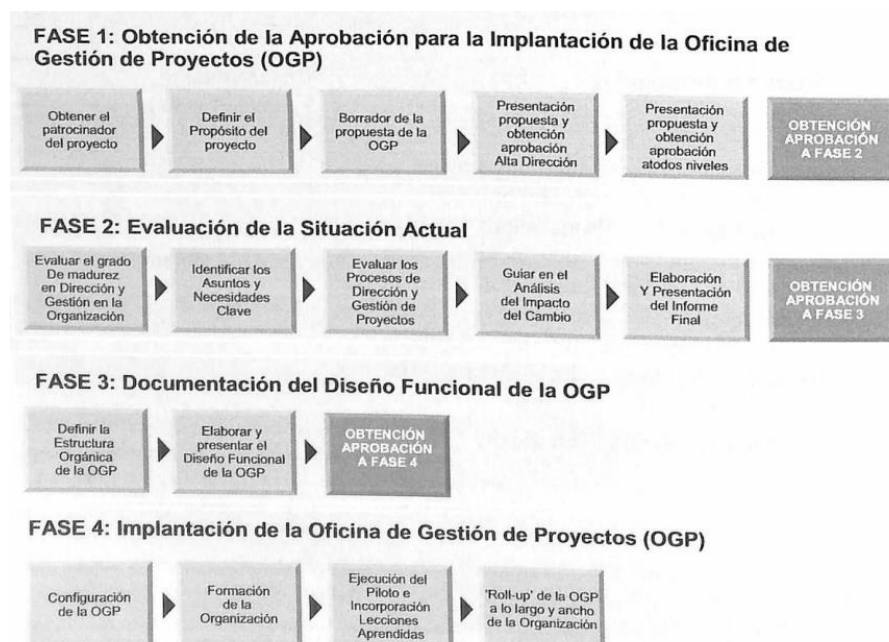 FASE 1: Obtención de la Aprobación para la Implantación de la Oficina de
Gestión de Proyectos (OGP)
Obtener el
patrocinador
del proyecto
Definir el
Propósito del
proyecto
Borrador de la
propuesta de la
OGP
Presentación
propuesta y
obtención
aprobación
Alta Dirección
Presentación
propuesta y
obtención
aprobación
atodos niveles
OBTENCIÓN
APROBACIÓN
A FASE 2
FASE 2: Evaluación de la Situación Actual
Evaluar el grado
De madurez
en Dirección y
Gestión en la
Organización
Identificar los
Asuntos y
Necesidades
Clave
Evaluar los
Procesos de
Dirección y
Gestión de
Proyectos
Guiar en el
Análisis
del Impacto
del Cambio
Elaboración
Y Presentación
del Informe
Final
OBTENCIÓN
APROBACIÓN
A FASE 3
FASE 3: Documentación del Diseño Funcional de la OGP
Definir la
Estructura
Orgánica
de la OGP
Elaborar y
presentar el
Diseño Funcional
de la OGP
OBTENCIÓN
APROBACIÓN
A FASE 4
FASE 4: Implantación de la Oficina de Gestión de Proyectos (OGP)
Configuración
de la OGP
Formación
de la
Organización
Ejecución del
Piloto e
Incorporación
Lecciones
Aprendidas
'Roll-up' de la OGP
a lo largo y ancho
de la Organización